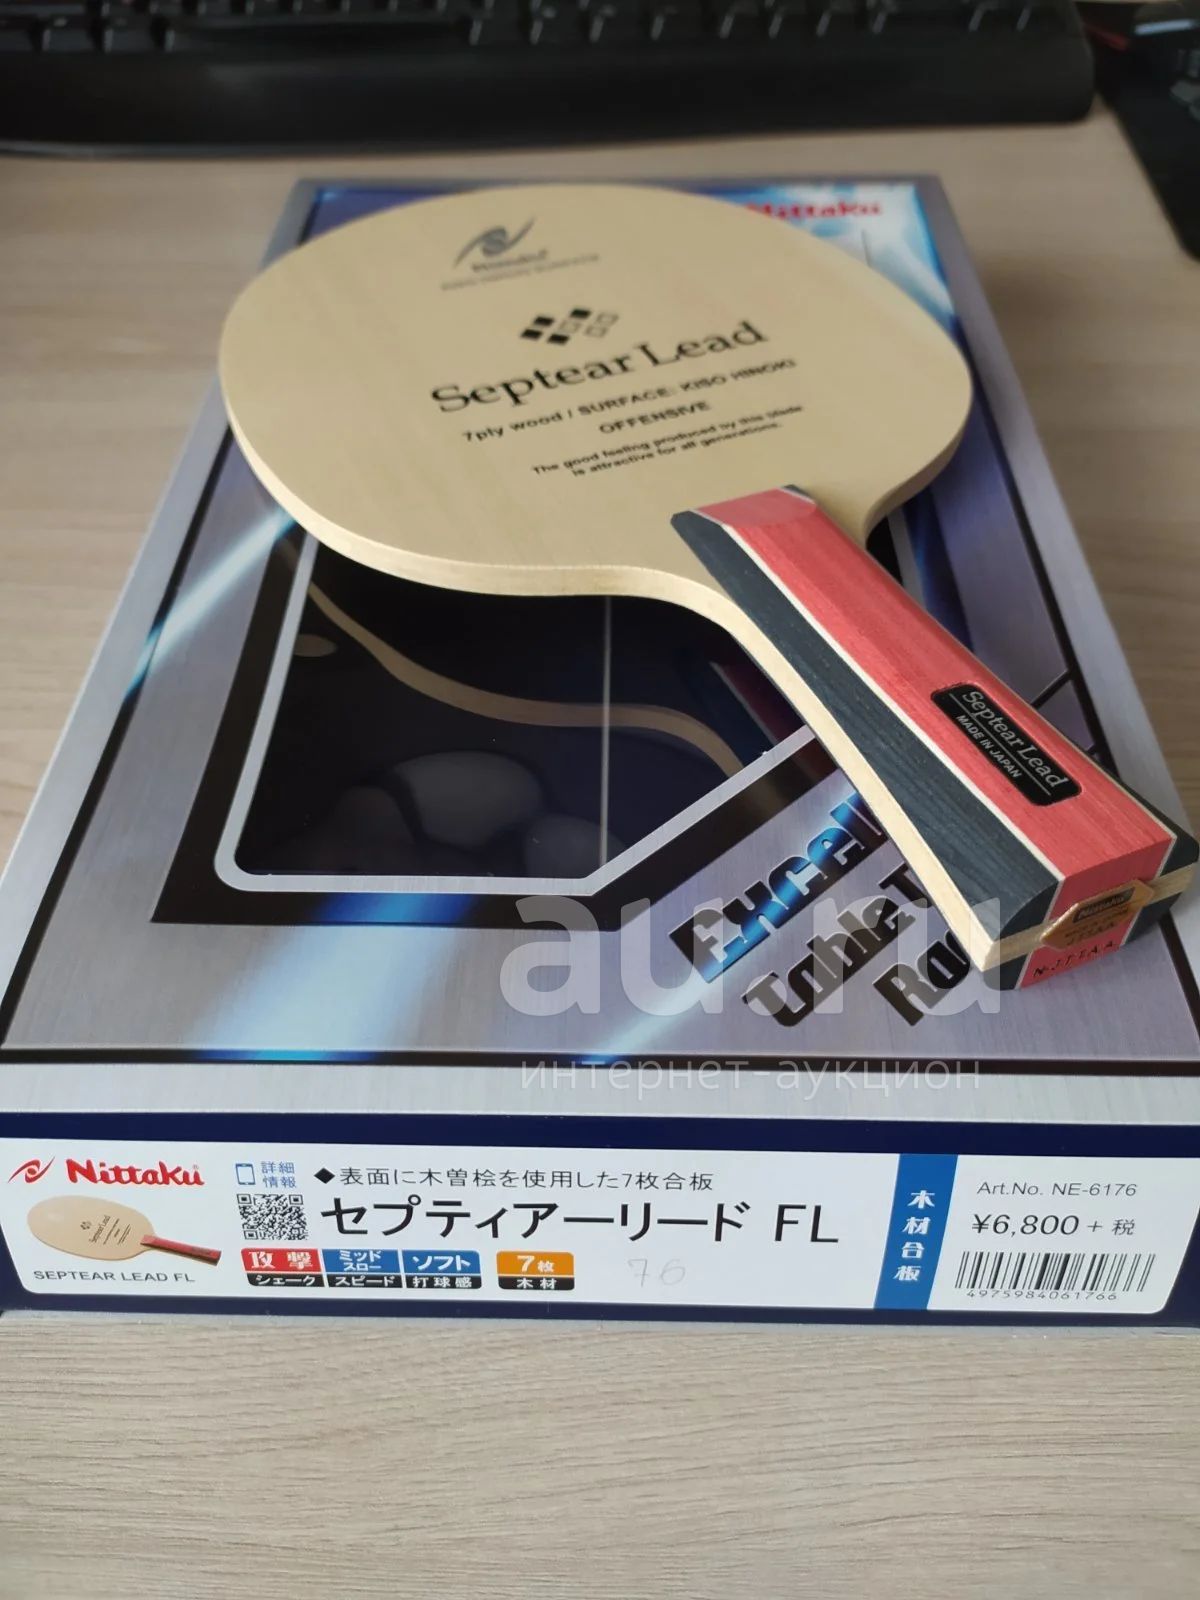 Nittaku
Nittaku
Septear Lead
7ply wood / SURFACE: KISO HINOKI
OFFENSIVE
The good feeling produced by this blade
is attractive for all generations.
Septear Lead
MADE IN JAPAN
Nittaku
N J.T.T.A.A
Table
au.ru
интернет-аукцион
Nittaku
詳細
情報
◆表面に木曽桧を使用した7枚合板
セプティアーリード FL
SEPTEAR LEAD FL
攻撃
シェーク
ミッド
スロー
スピード
ソフト
打球感
7枚
木材
76
木材合板
Art.No. NE-6176
¥6,800 + 税
4975984061766